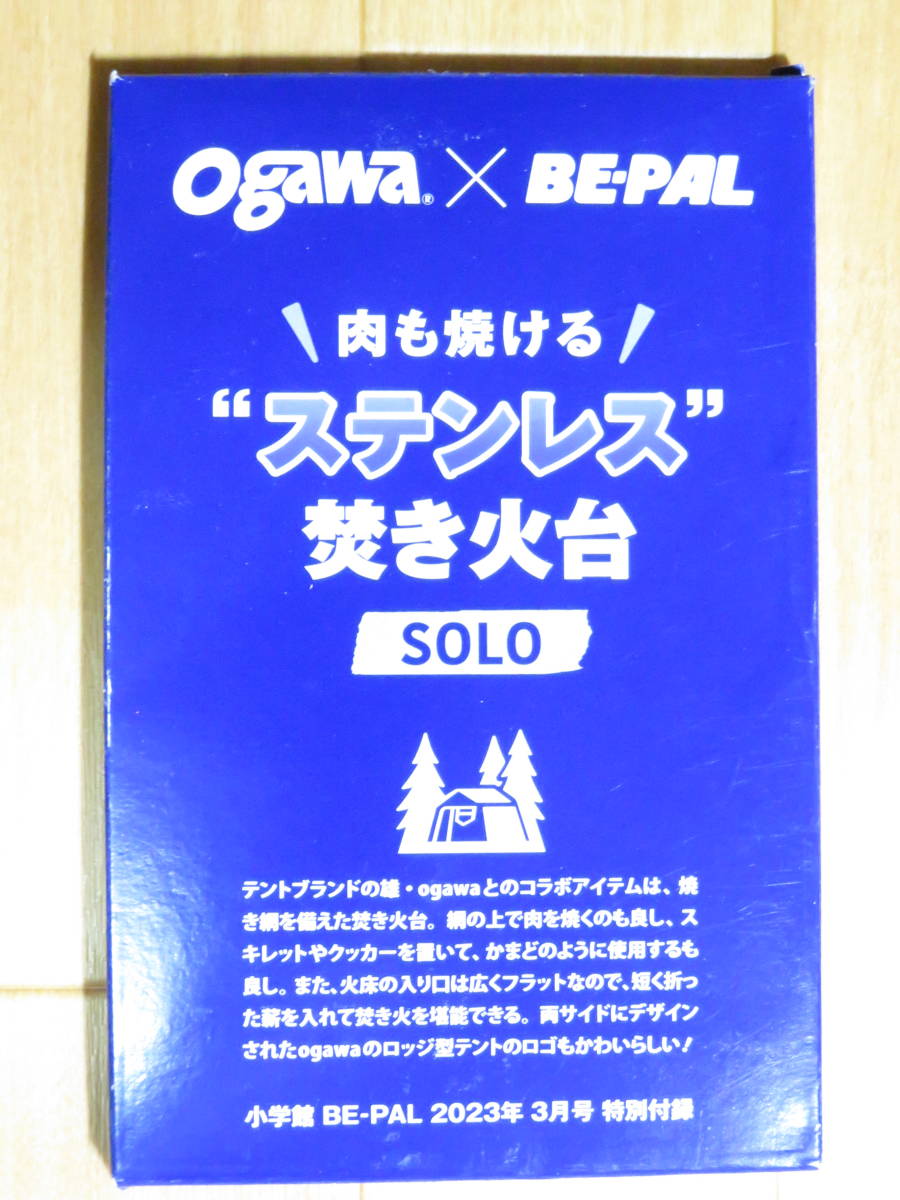 ogawa® × BE-PAL
肉も焼ける
“ステンレス”
焚き火台
SOLO
テントブランドの雄・ogawaとのコラボアイテムは、焼
き網を備えた焚き火台。網の上で肉を焼くのも良し、ス
キレットやクッカーを置いて、かまどのように使用するも
良し。また、火床の入り口は広くフラットなので、短く折っ
た薪を入れて焚き火を堪能できる。両サイドにデザイン
されたogawaのロッジ型テントのロゴもかわいらしい！
小学館 BE-PAL 2023年 3月号 特別付録